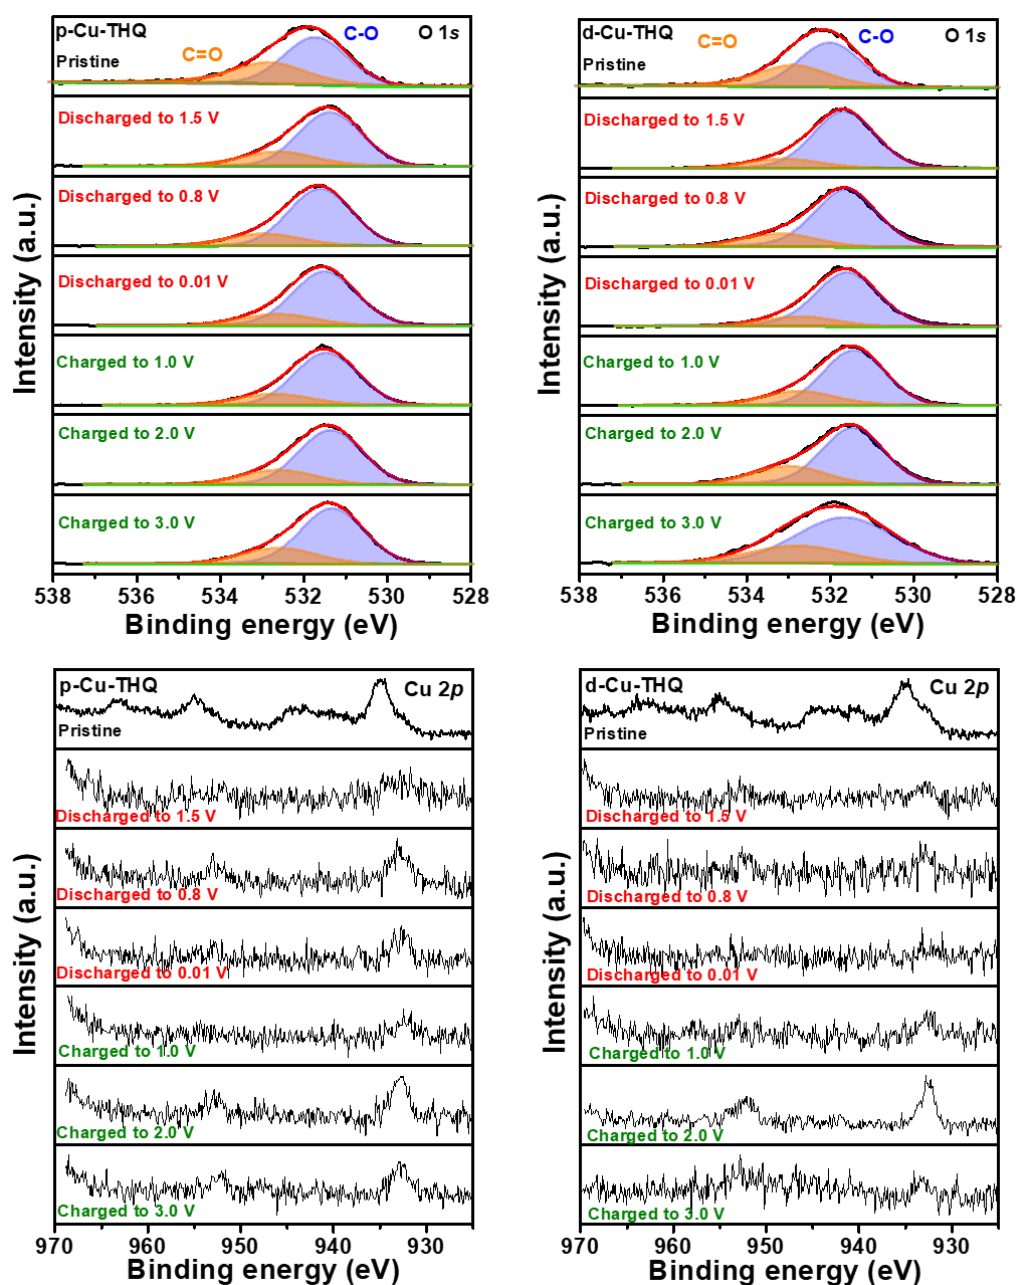 p-Cu-THQ
C-O
O 1s
C=O
Pristine
Discharged to 1.5 V
Discharged to 0.8 V
Discharged to 0.01 V
Charged to 1.0 V
Charged to 2.0 V
Charged to 3.0 V
538 536 534 532 530 528
Binding energy (eV)
Intensity (a.u.)
d-Cu-THQ
C=O
C-O
O 1s
Pristine
Discharged to 1.5 V
Discharged to 0.8 V
Discharged to 0.01 V
Charged to 1.0 V
Charged to 2.0 V
Charged to 3.0 V
538 536 534 532 530 528
Binding energy (eV)
Intensity (a.u.)
p-Cu-THQ
Cu 2p
Pristine
Discharged to 1.5 V
Discharged to 0.8 V
Discharged to 0.01 V
Charged to 1.0 V
Charged to 2.0 V
Charged to 3.0 V
970 960 950 940 930
Binding energy (eV)
Intensity (a.u.)
d-Cu-THQ
Cu 2p
Pristine
Discharged to 1.5 V
Discharged to 0.8 V
Discharged to 0.01 V
Charged to 1.0 V
Charged to 2.0 V
Charged to 3.0 V
970 960 950 940 930
Binding energy (eV)
Intensity (a.u.)